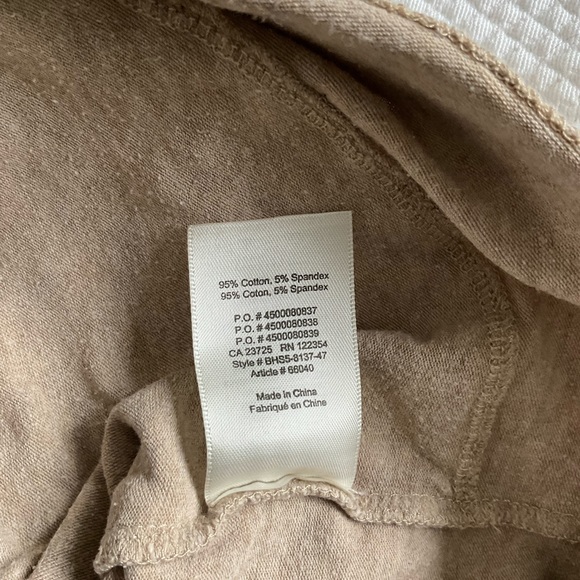 95% Cotton, 5% Spandex
95% Coton, 5% Spandex
P.O. # 4500080837
P.O. # 4500080838
P.O. # 4500080839
CA 23725 RN 122354
Style # BHS5-8137-47
Article # 66040
Made in China
Fabriqué en Chine